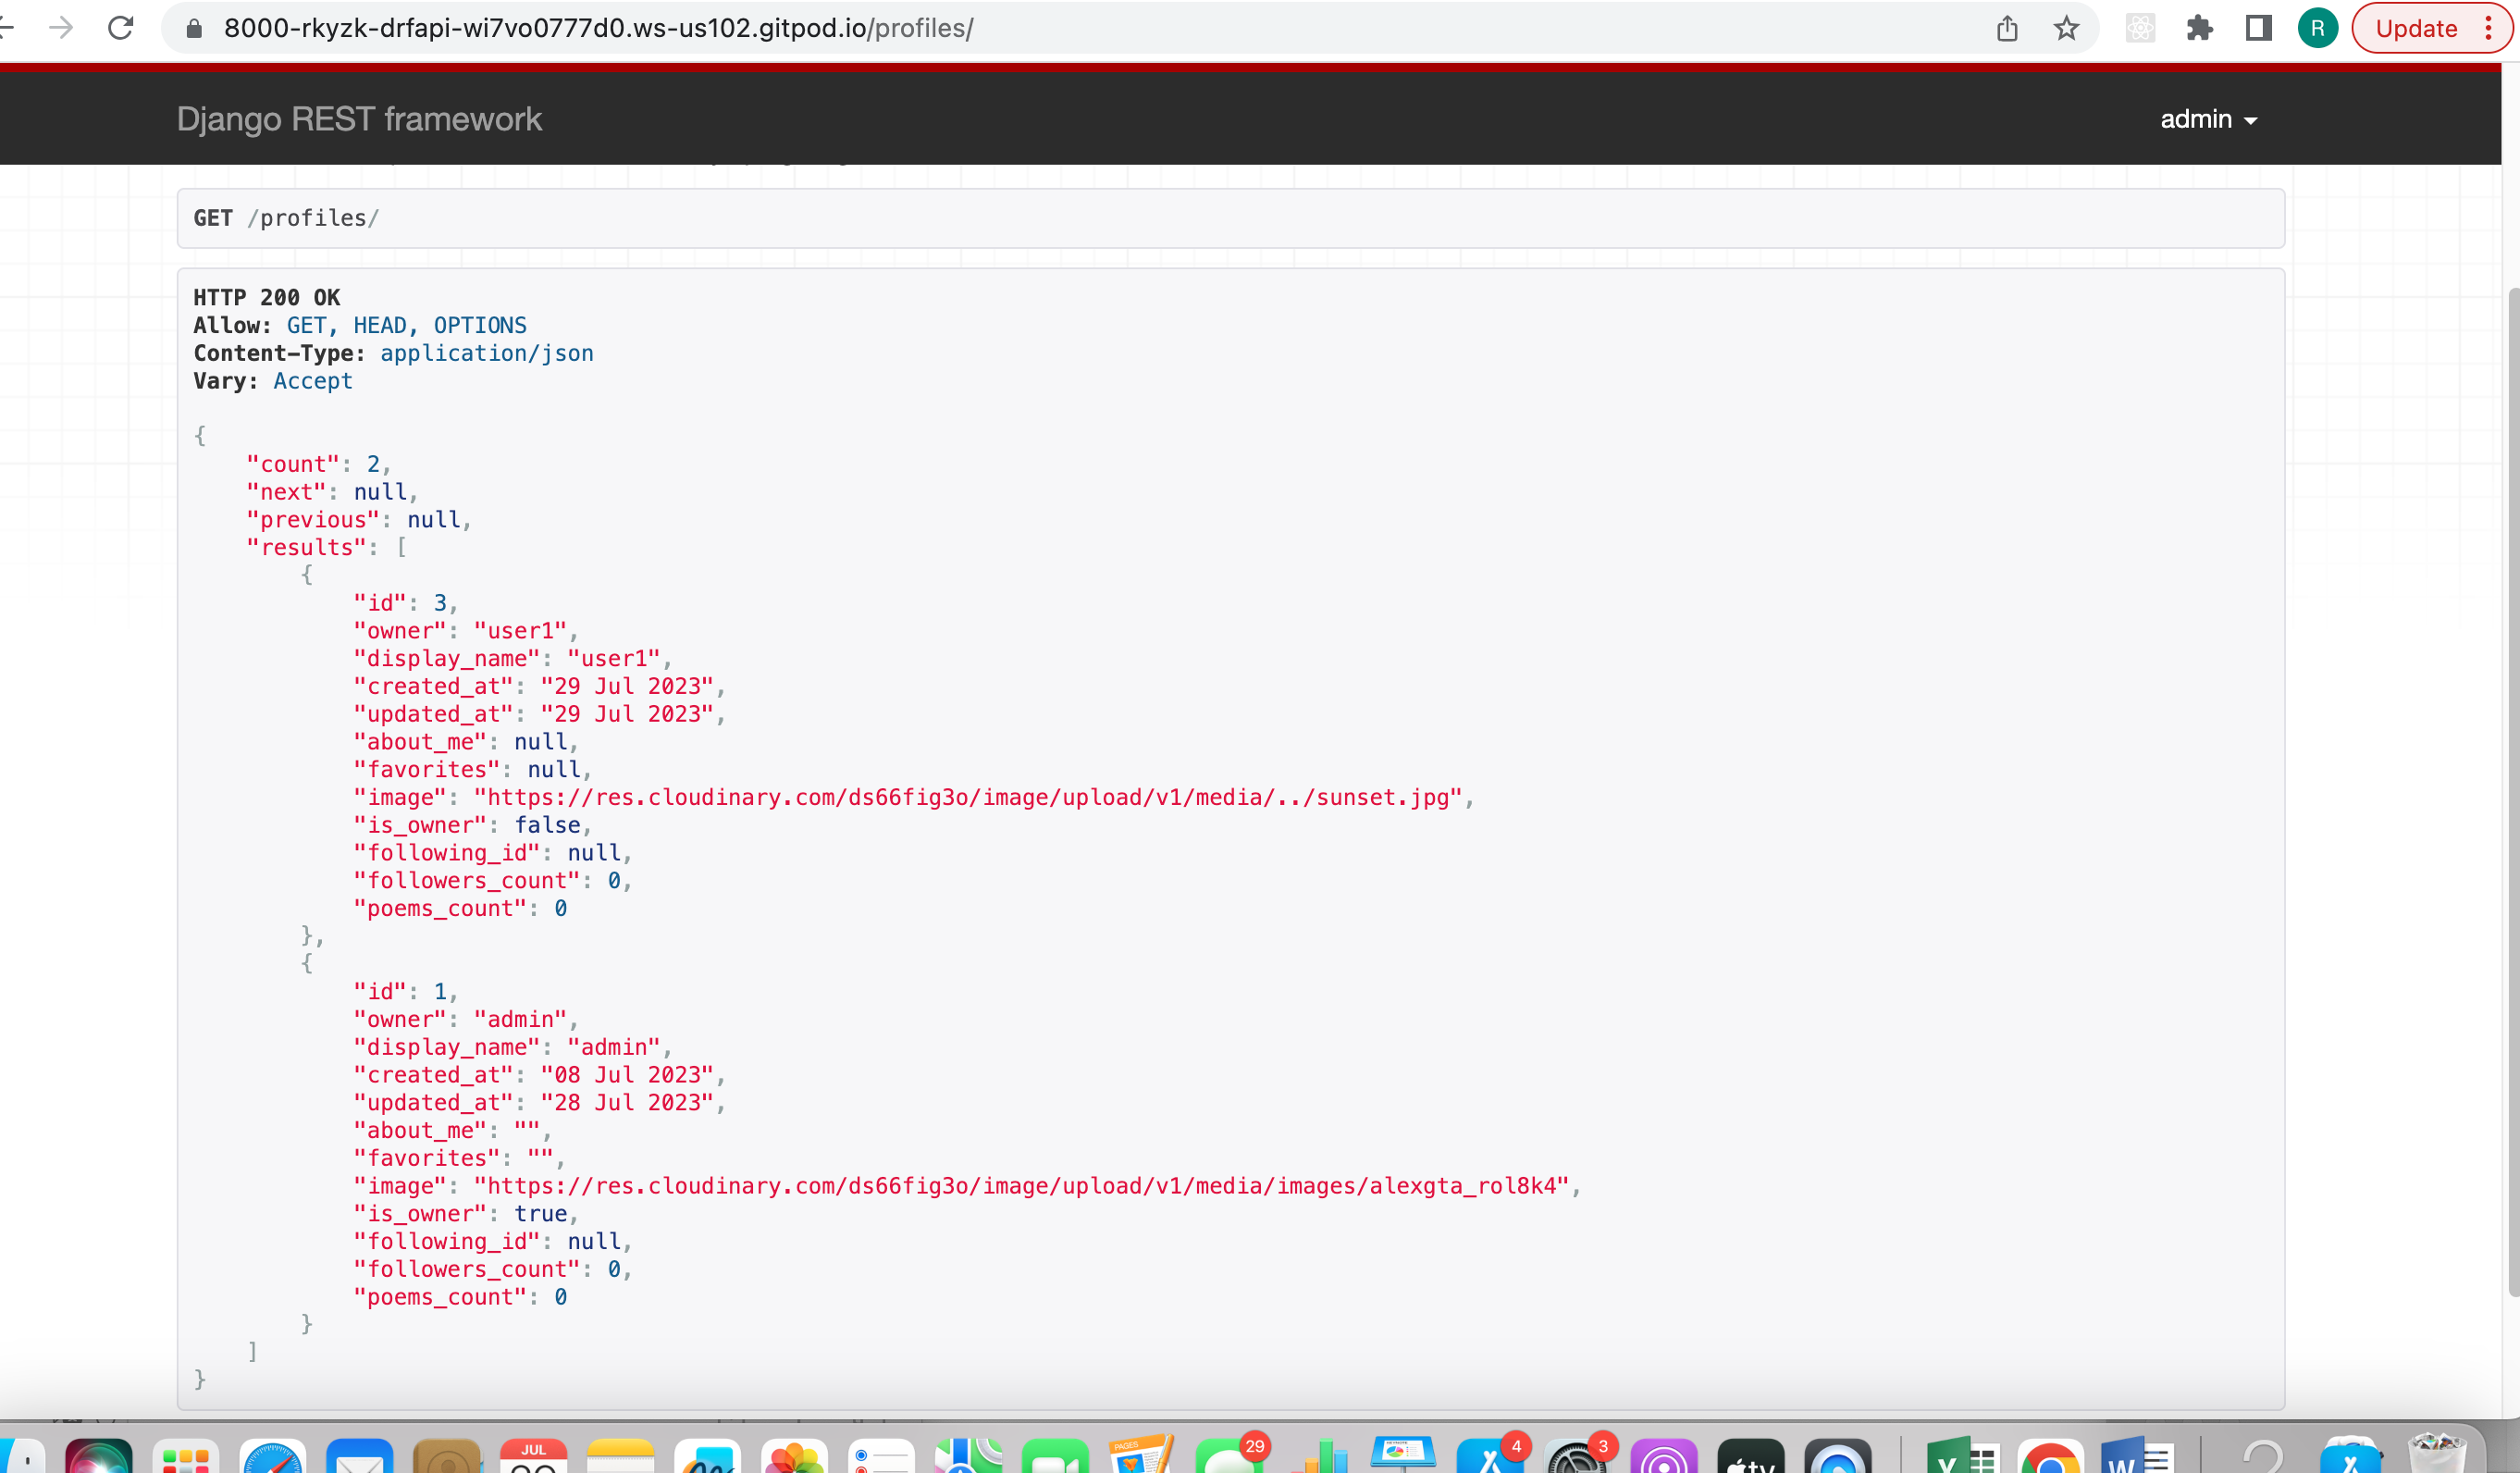 8000-rkyzk-drfapi-wi7vo0777d0.ws-us102.gitpod.io/profiles/
R
Update
Django REST framework
admin
GET /profiles/
HTTP 200 OK
Allow: GET, HEAD, OPTIONS
Content-Type: application/json
Vary: Accept
{
    "count": 2,
    "next": null,
    "previous": null,
    "results": [
        {
            "id": 3,
            "owner": "user1",
            "display_name": "user1",
            "created_at": "29 Jul 2023",
            "updated_at": "29 Jul 2023",
            "about_me": null,
            "favorites": null,
            "image": "https://res.cloudinary.com/ds66fig3o/image/upload/v1/media/../sunset.jpg",
            "is_owner": false,
            "following_id": null,
            "followers_count": 0,
            "poems_count": 0
        },
        {
            "id": 1,
            "owner": "admin",
            "display_name": "admin",
            "created_at": "08 Jul 2023",
            "updated_at": "28 Jul 2023",
            "about_me": "",
            "favorites": "",
            "image": "https://res.cloudinary.com/ds66fig3o/image/upload/v1/media/images/alexgta_rol8k4",
            "is_owner": true,
            "following_id": null,
            "followers_count": 0,
            "poems_count": 0
        }
    ]
}
JUL
PAGES
29
4
3
tv
X
W